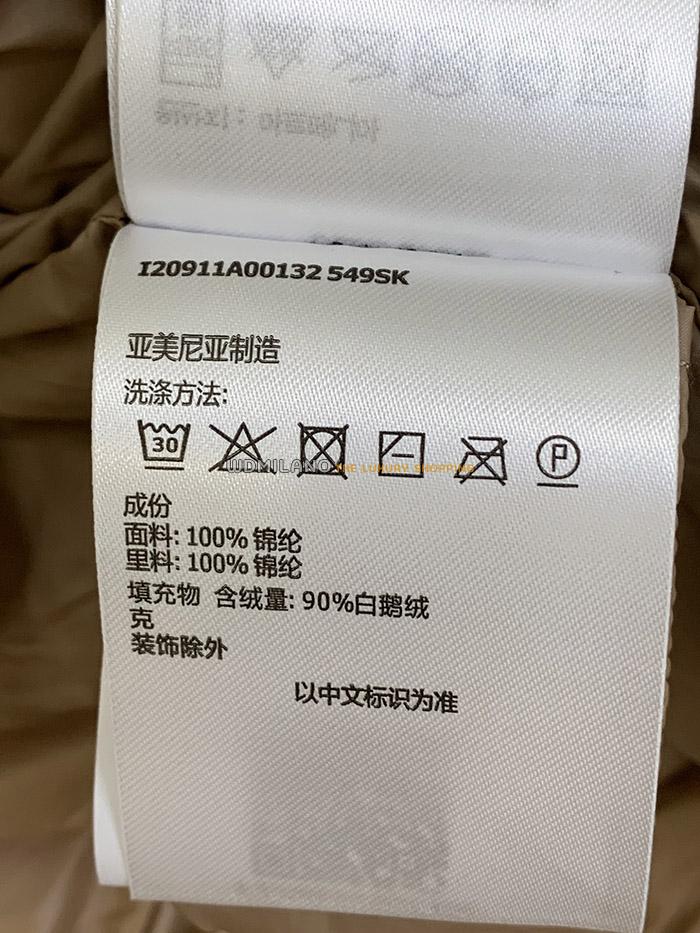 I20911A00132 549SK
亚美尼亚制造
洗涤方法:
30
P
WDMILANO THE LUXURY SHOPPING
成份
面料: 100% 锦纶
里料: 100% 锦纶
填充物 含绒量: 90%白鹅绒
克
装饰除外
以中文标识为准